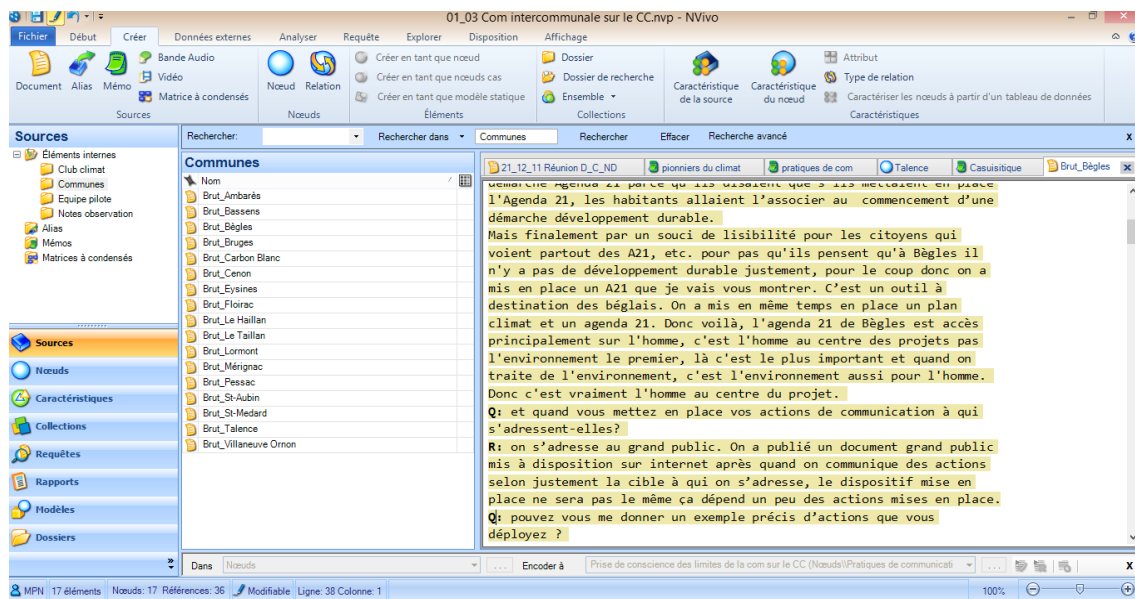 01_03 Com intercommunale sur le CC.nvp - NVivo
Fichier Début Créer Données externes Analyser Requête Explorer Disposition Affichage
Document Alias Mémo
Bande Audio
Vidéo
Matrice à condensés
Sources
Nœud Relation
Nœuds
Créer en tant que nœud
Créer en tant que nœuds cas
Créer en tant que modèle statique
Éléments
Dossier
Dossier de recherche
Ensemble
Collections
Caractéristique de la source
Caractéristique du nœud
Attribut
Type de relation
Caractériser les nœuds à partir d'un tableau de données
Caractéristiques
Sources
Éléments internes
Club climat
Communes
Equipe pilote
Notes observation
Alias
Mémos
Matrices à condensés
Sources
Nœuds
Caractéristiques
Collections
Requêtes
Rapports
Modèles
Dossiers
Rechercher: Rechercher dans Communes Rechercher Effacer Recherche avancé x
Communes
Nom
Brut_Ambarès
Brut_Bassens
Brut_Bègles
Brut_Bruges
Brut_Carbon Blanc
Brut_Cenon
Brut_Eysines
Brut_Floirac
Brut_Le Haillan
Brut_Le Taillan
Brut_Lormont
Brut_Mérignac
Brut_Pessac
Brut_St-Aubin
Brut_St-Medard
Brut_Talence
Brut_Villaneuve Ornon
21_12_11 Réunion D_C_ND pionniers du climat pratiques de com Talence Casuisitique Brut_Bègles x
démarche Agenda 21 parce qu'ils disaient que s'ils mettaient en place
l'Agenda 21, les habitants allaient l'associer au commencement d'une
démarche développement durable.
Mais finalement par un souci de lisibilité pour les citoyens qui
voient partout des A21, etc. pour pas qu'ils pensent qu'à Bègles il
n'y a pas de développement durable justement, pour le coup donc on a
mis en place un A21 que je vais vous montrer. C'est un outil à
destination des béglais. On a mis en même temps en place un plan
climat et un agenda 21. Donc voilà, l'agenda 21 de Bègles est accès
principalement sur l'homme, c'est l'homme au centre des projets pas
l'environnement le premier, là c'est le plus important et quand on
traite de l'environnement, c'est l'environnement aussi pour l'homme.
Donc c'est vraiment l'homme au centre du projet.
Q: et quand vous mettez en place vos actions de communication à qui
s'adressent-elles?
R: on s'adresse au grand public. On a publié un document grand public
mis à disposition sur internet après quand on communique des actions
selon justement la cible à qui on s'adresse, le dispositif mise en
place ne sera pas le même ça dépend un peu des actions mises en place.
Q: pouvez vous me donner un exemple précis d'actions que vous
déployez ?
Dans Nœuds ... Encoder à Prise de conscience des limites de la com sur le CC (Nœuds\\Pratiques de communicati ... x
MPN 17 éléments Nœuds: 17 Références: 36 Modifiable Ligne: 38 Colonne: 1 100%